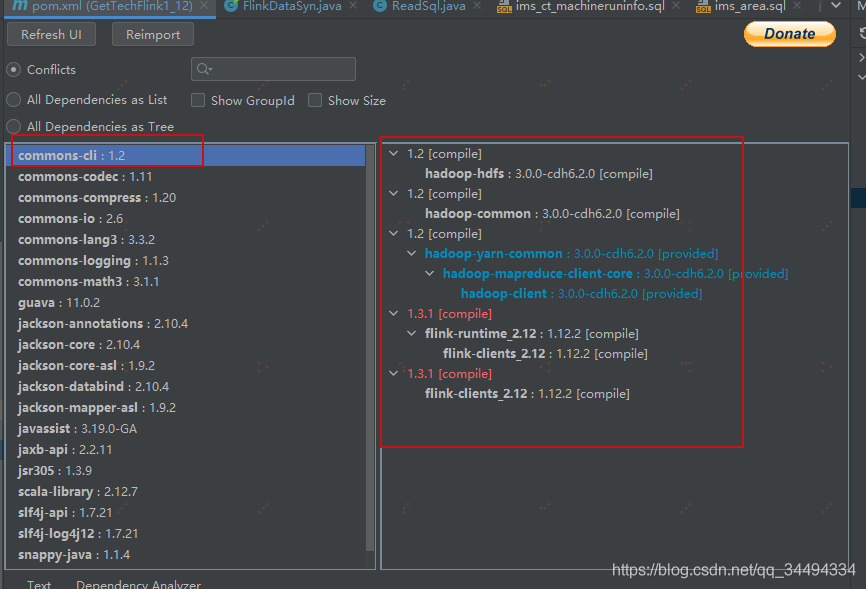 pom.xml (GetTechFlink1_12) × FlinkDataSyn.java × ReadSql.java × ims_ct_machineruninfo.sql × ims_area.sql ×
Refresh UI Reimport Donate
Conflicts
All Dependencies as List Show GroupId Show Size
All Dependencies as Tree
commons-cli : 1.2
commons-codec : 1.11
commons-compress : 1.20
commons-io : 2.6
commons-lang3 : 3.3.2
commons-logging : 1.1.3
commons-math3 : 3.1.1
guava : 11.0.2
jackson-annotations : 2.10.4
jackson-core : 2.10.4
jackson-core-asl : 1.9.2
jackson-databind : 2.10.4
jackson-mapper-asl : 1.9.2
javassist : 3.19.0-GA
jaxb-api : 2.2.11
jsr305 : 1.3.9
scala-library : 2.12.7
slf4j-api : 1.7.21
slf4j-log4j12 : 1.7.21
snappy-java : 1.1.4
1.2 [compile]
hadoop-hdfs : 3.0.0-cdh6.2.0 [compile]
1.2 [compile]
hadoop-common : 3.0.0-cdh6.2.0 [compile]
1.2 [compile]
hadoop-yarn-common : 3.0.0-cdh6.2.0 [provided]
hadoop-mapreduce-client-core : 3.0.0-cdh6.2.0 [provided]
hadoop-client : 3.0.0-cdh6.2.0 [provided]
1.3.1 [compile]
flink-runtime_2.12 : 1.12.2 [compile]
flink-clients_2.12 : 1.12.2 [compile]
1.3.1 [compile]
flink-clients_2.12 : 1.12.2 [compile]
Text Dependency Analyzer
https://blog.csdn.net/qq_34494334